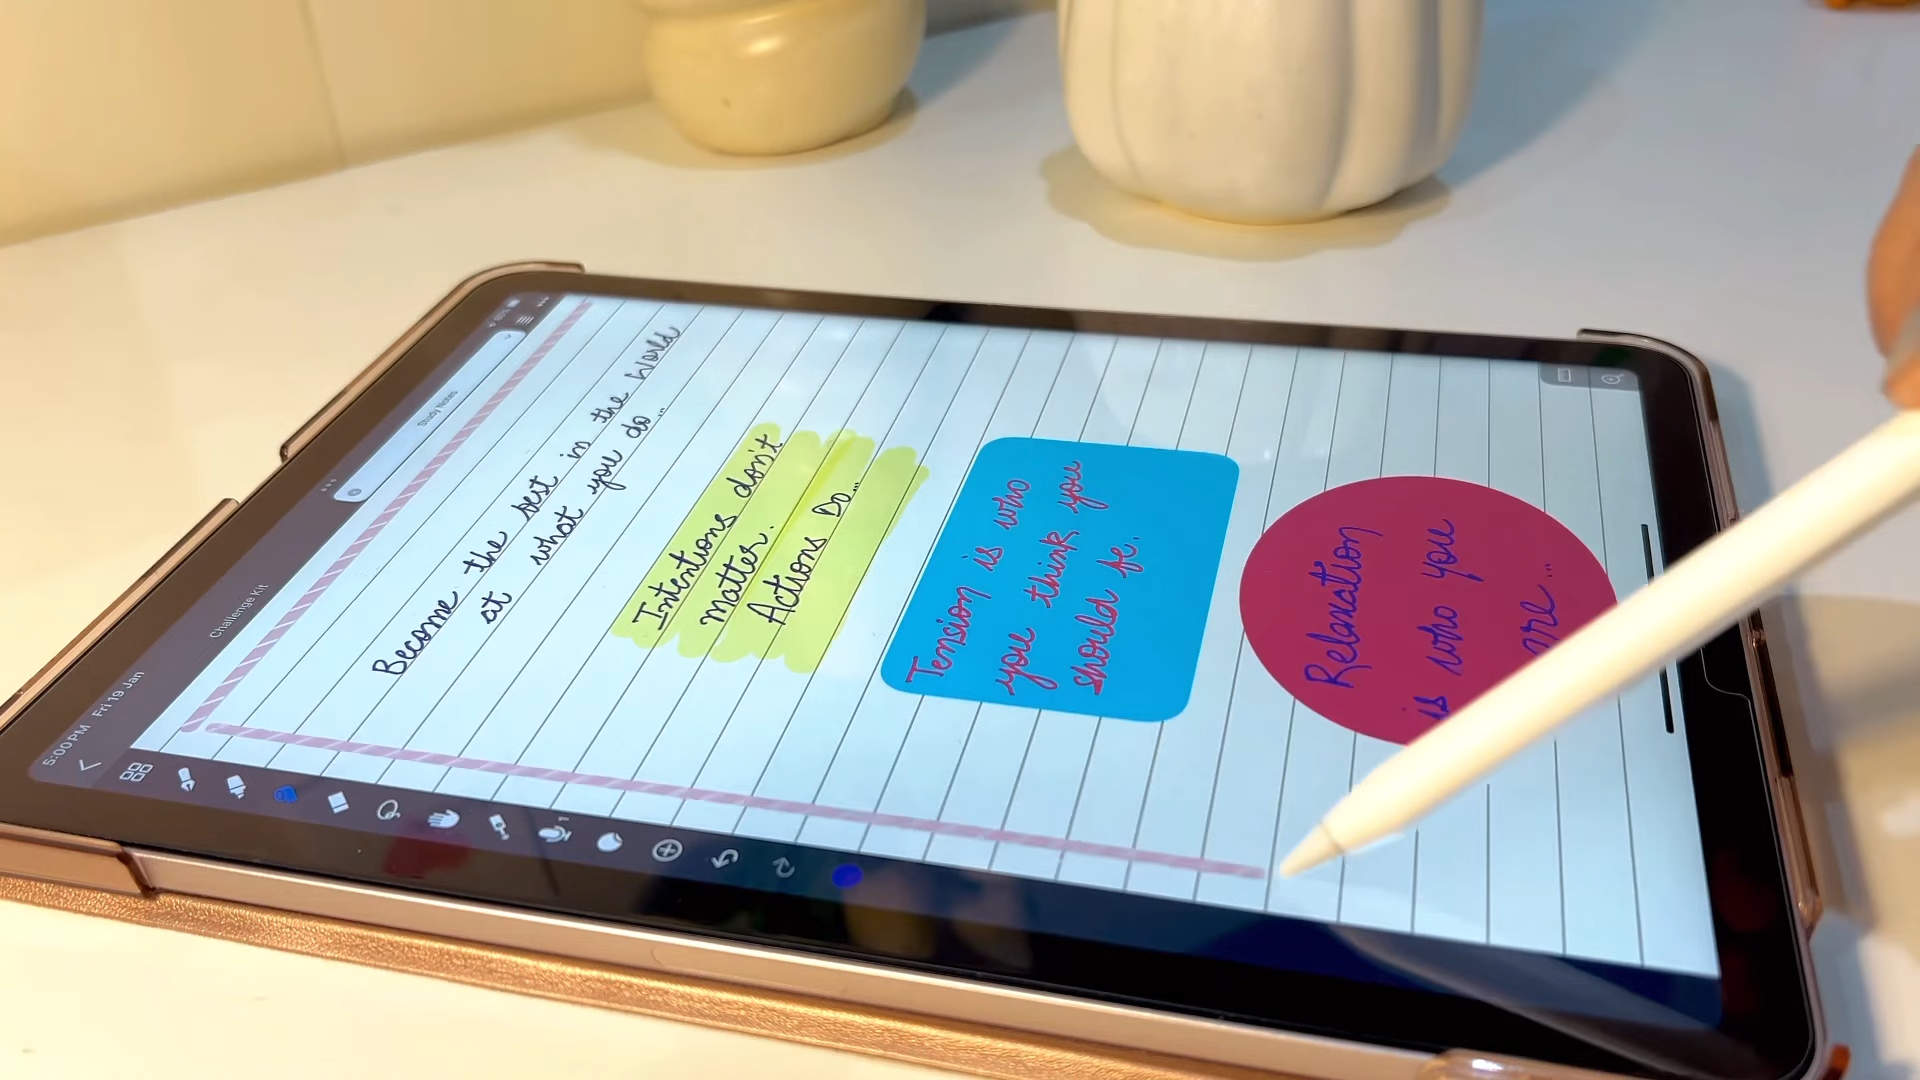 5:00 PM Fri 19 Jan
Challenge Kit
Study Notes
Become the best in the World
at what you do...
Intentions don't
matter.
Actions Do...
Tension is who
you think you
should be.
Relaxation
is who you
are...